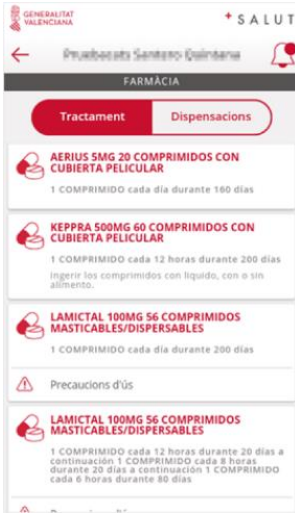 GENERALITAT
VALENCIANA
+ SALUT
FARMÀCIA
Tractament
Dispensacions
AERIUS 5MG 20 COMPRIMIDOS CON
CUBIERTA PELICULAR
1 COMPRIMIDO cada día durante 160 días
KEPPRA 500MG 60 COMPRIMIDOS CON
CUBIERTA PELICULAR
1 COMPRIMIDO cada 12 horas durante 200 días
ingerir los comprimidos con liquido, con o sin
alimento.
LAMICTAL 100MG 56 COMPRIMIDOS
MASTICABLES/DISPERSABLES
1 COMPRIMIDO cada día durante 200 días
Precaucions d'ús
LAMICTAL 100MG 56 COMPRIMIDOS
MASTICABLES/DISPERSABLES
1 COMPRIMIDO cada 12 horas durante 20 días a
continuación 1 COMPRIMIDO cada 8 horas
durante 20 días a continuación 1 COMPRIMIDO
cada 6 horas durante 80 días